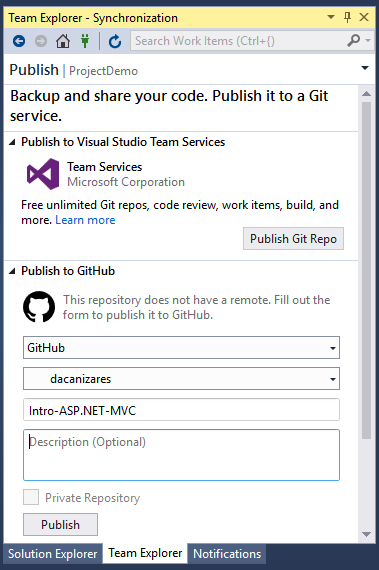 Team Explorer - Synchronization
Search Work Items (Ctrl+{)
Publish | ProjectDemo
Backup and share your code. Publish it to a Git
service.
Publish to Visual Studio Team Services
Team Services
Microsoft Corporation
Free unlimited Git repos, code review, work items, build, and
more. Learn more
Publish Git Repo
Publish to GitHub
This repository does not have a remote. Fill out the
form to publish it to GitHub.
GitHub
dacanizares
Intro-ASP.NET-MVC
Description (Optional)
Private Repository
Publish
Solution Explorer Team Explorer Notifications